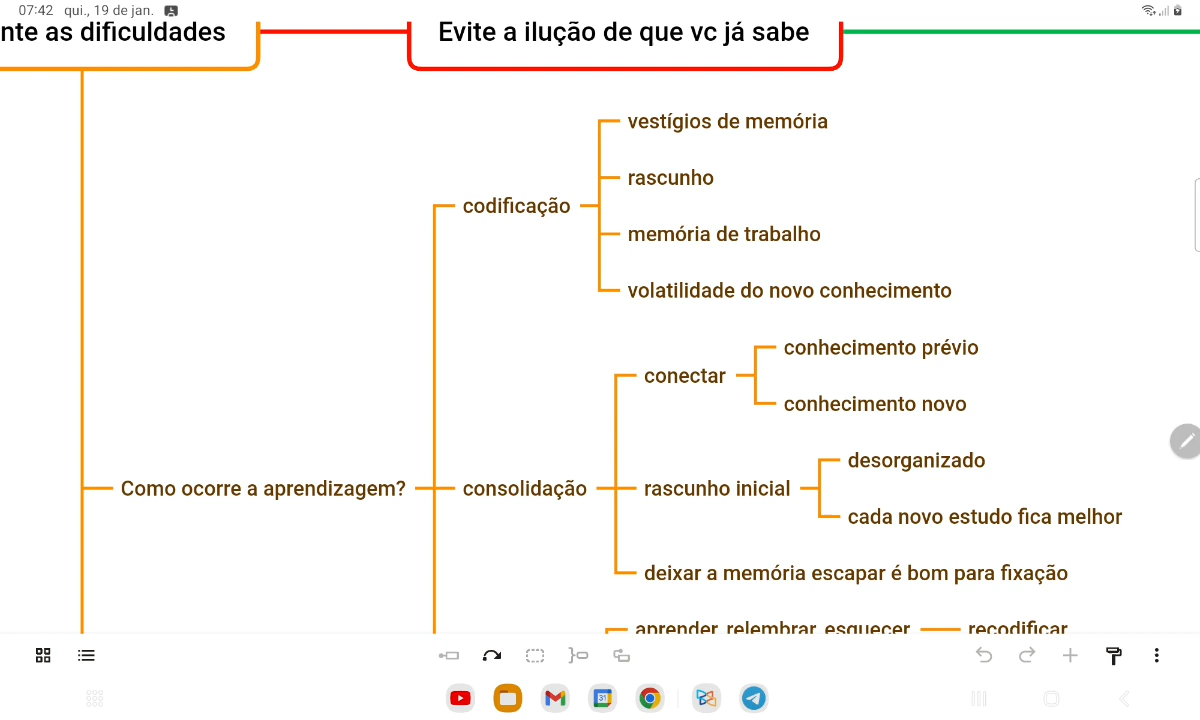 07:42 qui., 19 de jan.
nte as dificuldades
Evite a ilução de que vc já sabe
vestígios de memória
rascunho
codificação
memória de trabalho
volatilidade do novo conhecimento
conhecimento prévio
conectar
conhecimento novo
desorganizado
Como ocorre a aprendizagem?
consolidação
rascunho inicial
cada novo estudo fica melhor
deixar a memória escapar é bom para fixação
aprender, relembrar, esquecer
recodificar
31